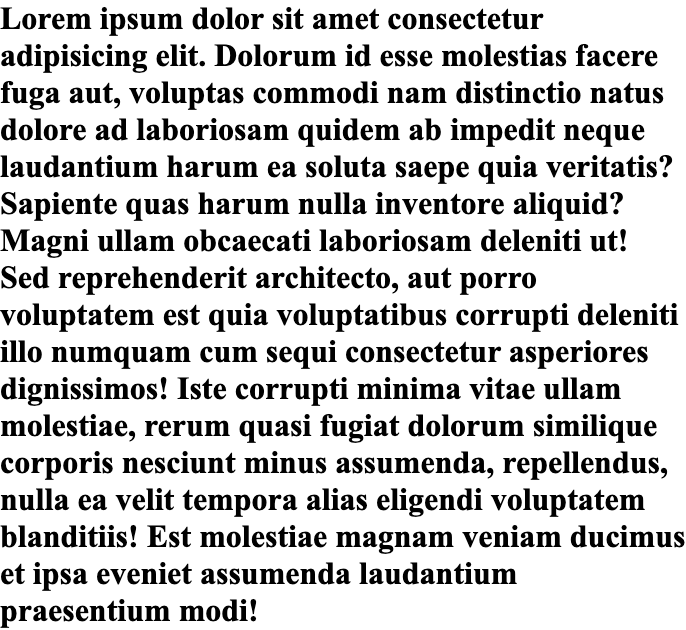 Lorem ipsum dolor sit amet consectetur
adipisicing elit. Dolorum id esse molestias facere
fuga aut, voluptas commodi nam distinctio natus
dolore ad laboriosam quidem ab impedit neque
laudantium harum ea soluta saepe quia veritatis?
Sapiente quas harum nulla inventore aliquid?
Magni ullam obcaecati laboriosam deleniti ut!
Sed reprehenderit architecto, aut porro
voluptatem est quia voluptatibus corrupti deleniti
illo numquam cum sequi consectetur asperiores
dignissimos! Iste corrupti minima vitae ullam
molestiae, rerum quasi fugiat dolorum similique
corporis nesciunt minus assumenda, repellendus,
nulla ea velit tempora alias eligendi voluptatem
blanditiis! Est molestiae magnam veniam ducimus
et ipsa eveniet assumenda laudantium
praesentium modi!